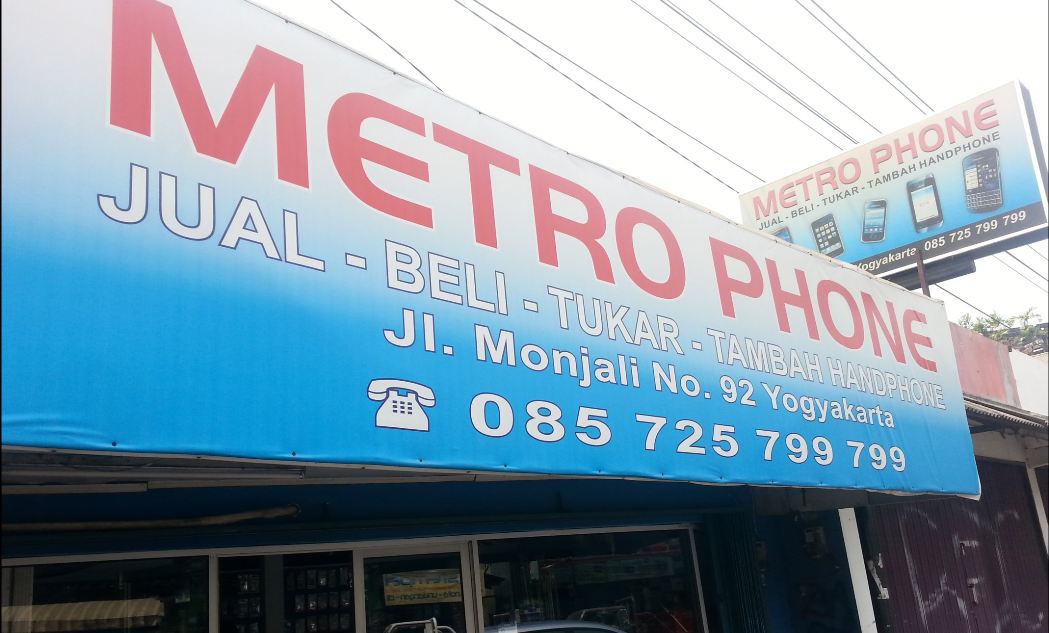 METRO PHONE
JUAL - BELI - TUKAR - TAMBAH HANDPHONE
Jl. Monjali No. 92 Yogyakarta
085 725 799 799
METRO PHONE
JUAL - BELI - TUKAR - TAMBAH HANDPHONE
Yogyakarta 085 725 799 799